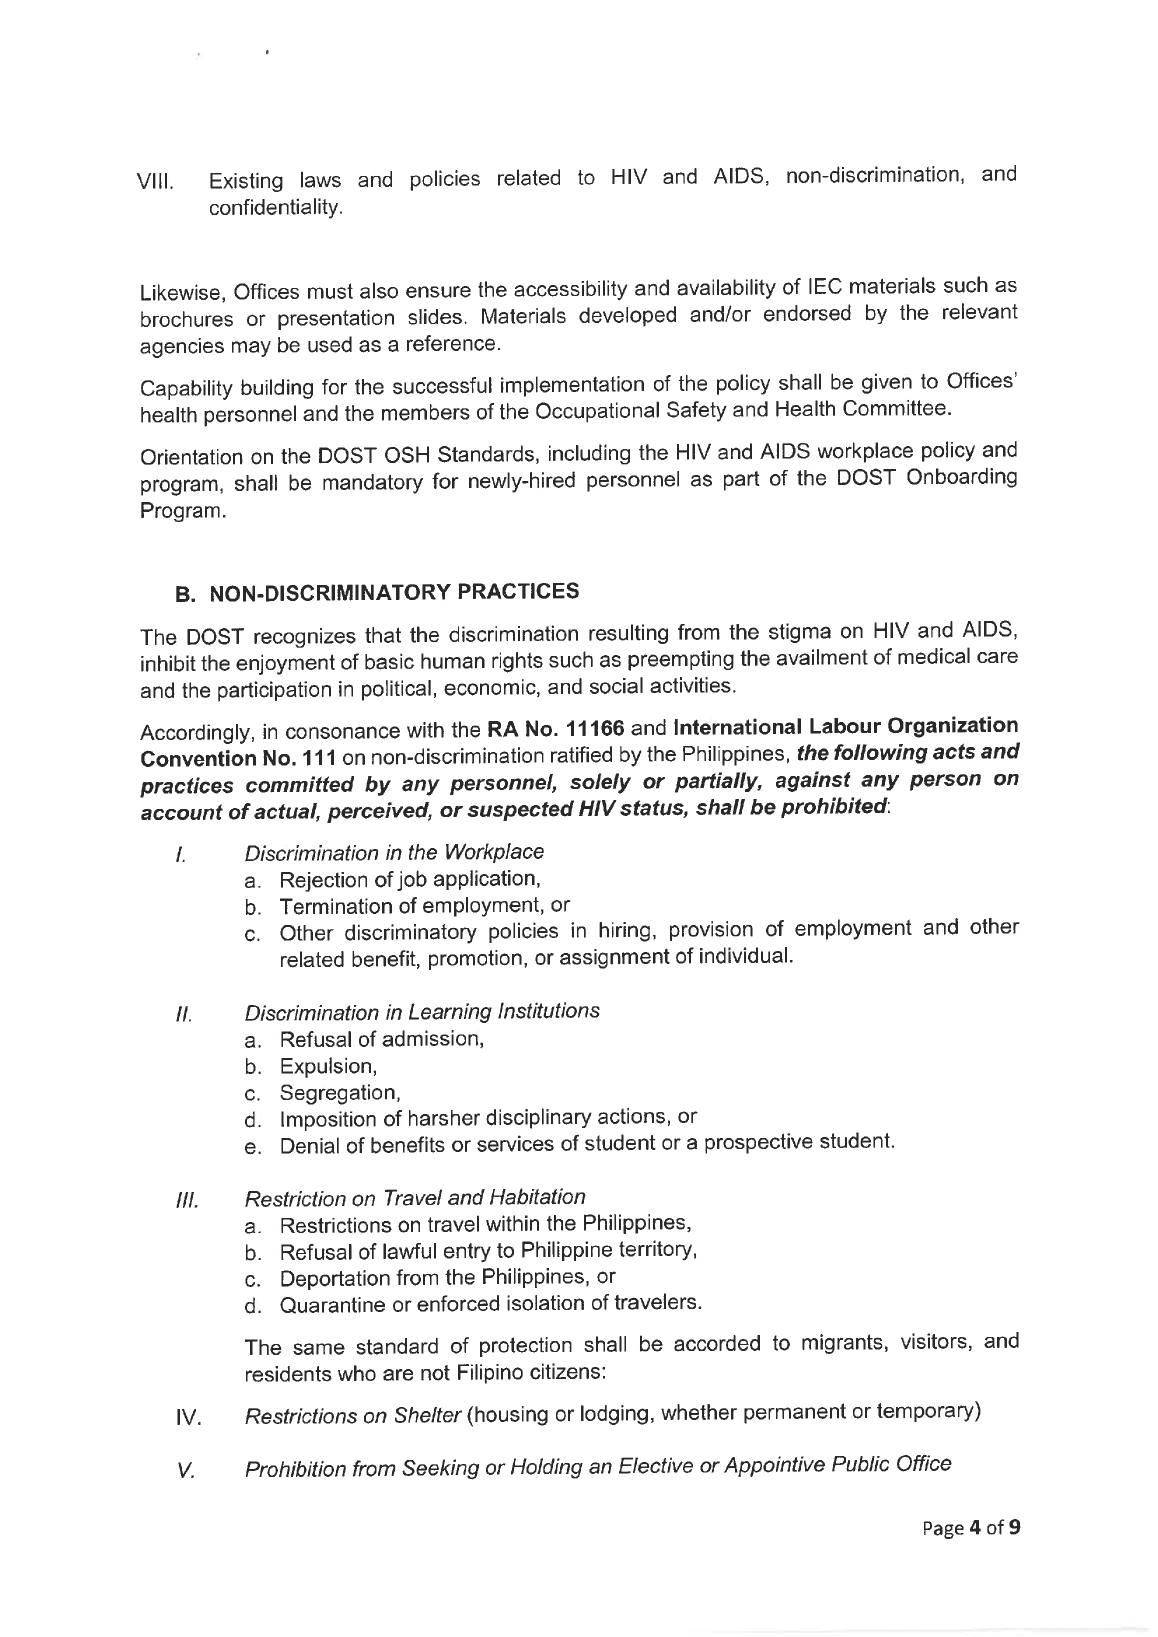 VIII. Existing laws and policies related to HIV and AIDS, non-discrimination, and
confidentiality.
Likewise, Offices must also ensure the accessibility and availability of IEC materials such as
brochures or presentation slides. Materials developed and/or endorsed by the relevant
agencies may be used as a reference.
Capability building for the successful implementation of the policy shall be given to Offices'
health personnel and the members of the Occupational Safety and Health Committee.
Orientation on the DOST OSH Standards, including the HIV and AIDS workplace policy and
program, shall be mandatory for newly-hired personnel as part of the DOST Onboarding
Program.
B. NON-DISCRIMINATORY PRACTICES
The DOST recognizes that the discrimination resulting from the stigma on HIV and AIDS,
inhibit the enjoyment of basic human rights such as preempting the availment of medical care
and the participation in political, economic, and social activities.
Accordingly, in consonance with the RA No. 11166 and International Labour Organization
Convention No. 111 on non-discrimination ratified by the Philippines, the following acts and
practices committed by any personnel, solely or partially, against any person on
account of actual, perceived, or suspected HIV status, shall be prohibited:
I. Discrimination in the Workplace
a. Rejection of job application,
b. Termination of employment, or
c. Other discriminatory policies in hiring, provision of employment and other
related benefit, promotion, or assignment of individual.
II. Discrimination in Learning Institutions
a. Refusal of admission,
b. Expulsion,
c. Segregation,
d. Imposition of harsher disciplinary actions, or
e. Denial of benefits or services of student or a prospective student.
III. Restriction on Travel and Habitation
a. Restrictions on travel within the Philippines,
b. Refusal of lawful entry to Philippine territory,
c. Deportation from the Philippines, or
d. Quarantine or enforced isolation of travelers.
The same standard of protection shall be accorded to migrants, visitors, and
residents who are not Filipino citizens:
IV. Restrictions on Shelter (housing or lodging, whether permanent or temporary)
V. Prohibition from Seeking or Holding an Elective or Appointive Public Office
Page 4 of 9